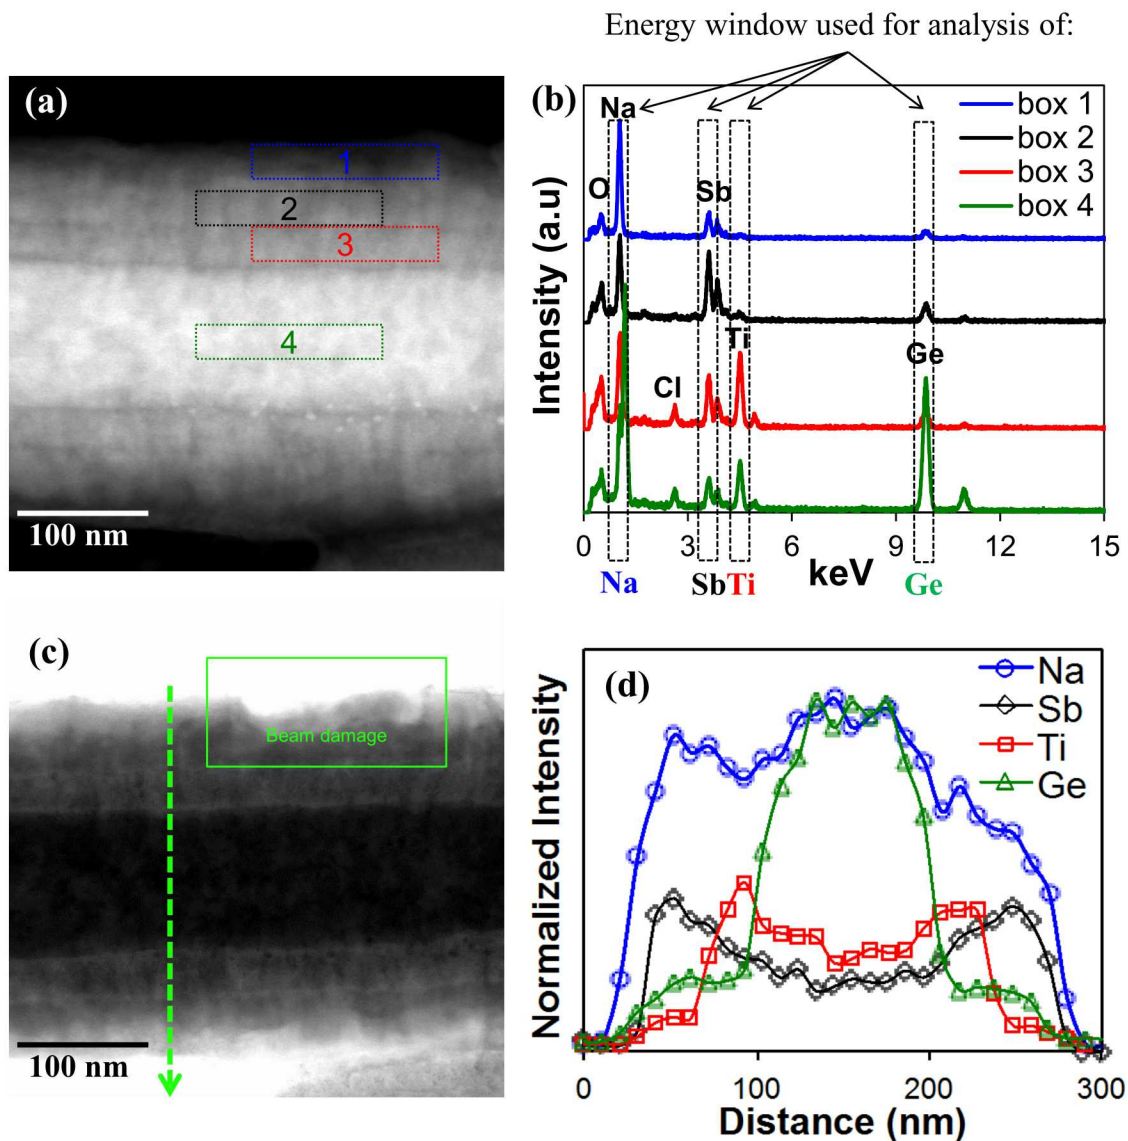 Energy window used for analysis of:
(a)
1
2
3
4
100 nm
(b)
Na
O
Sb
Cl
Ti
Ge
box 1
box 2
box 3
box 4
Intensity (a.u)
0 3 6 9 12 15
keV
Na Sb Ti Ge
(c)
Beam damage
100 nm
(d)
Na
Sb
Ti
Ge
Normalized Intensity
0 100 200 300
Distance (nm)